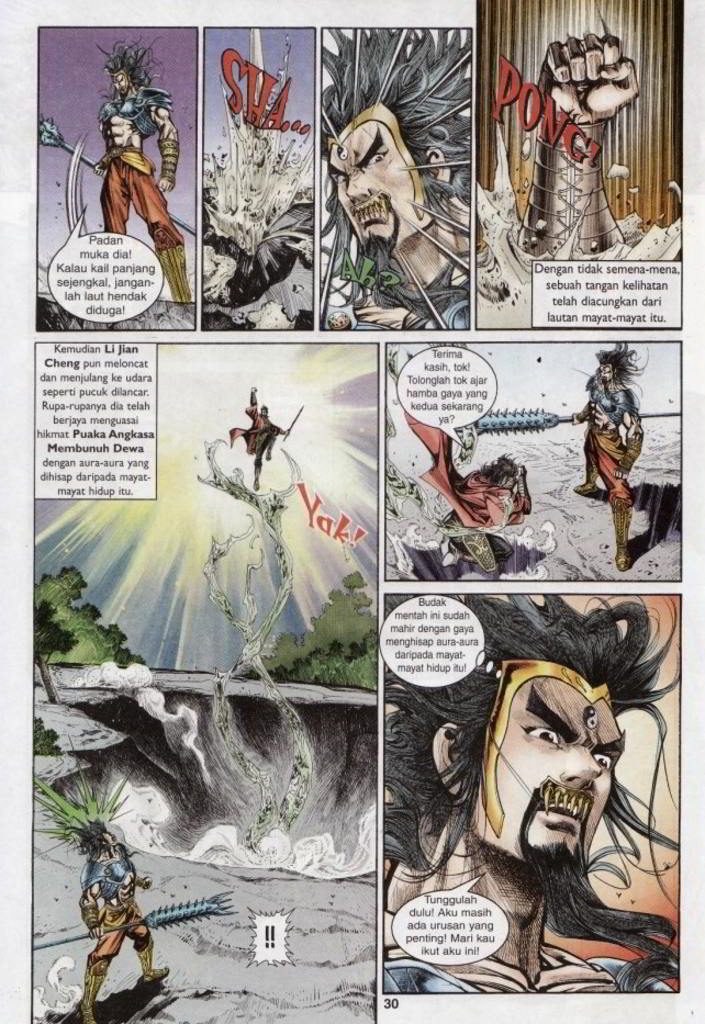 Padan
muka dia!
Kalau kail panjang
sejengkal, jangan-
lah laut hendak
diduga!
SHA...
Ah?
PONG!
Dengan tidak semena-mena,
sebuah tangan kelihatan
telah diacungkan dari
lautan mayat-mayat itu.
Kemudian Li Jian
Cheng pun meloncat
dan menjulang ke udara
seperti pucuk dilancar.
Rupa-rupanya dia telah
berjaya menguasai
hikmat Puaka Angkasa
Membunuh Dewa
dengan aura-aura yang
dihisap daripada mayat-
mayat hidup itu.
Yak!
!!
Terima
kasih, tok!
Tolonglah tok ajar
hamba gaya yang
kedua sekarang
ya?
Budak
mentah ini sudah
mahir dengan gaya
menghisap aura-aura
daripada mayat-
mayat hidup itu!
Tunggulah
dulu! Aku masih
ada urusan yang
penting! Mari kau
ikut aku ini!
30